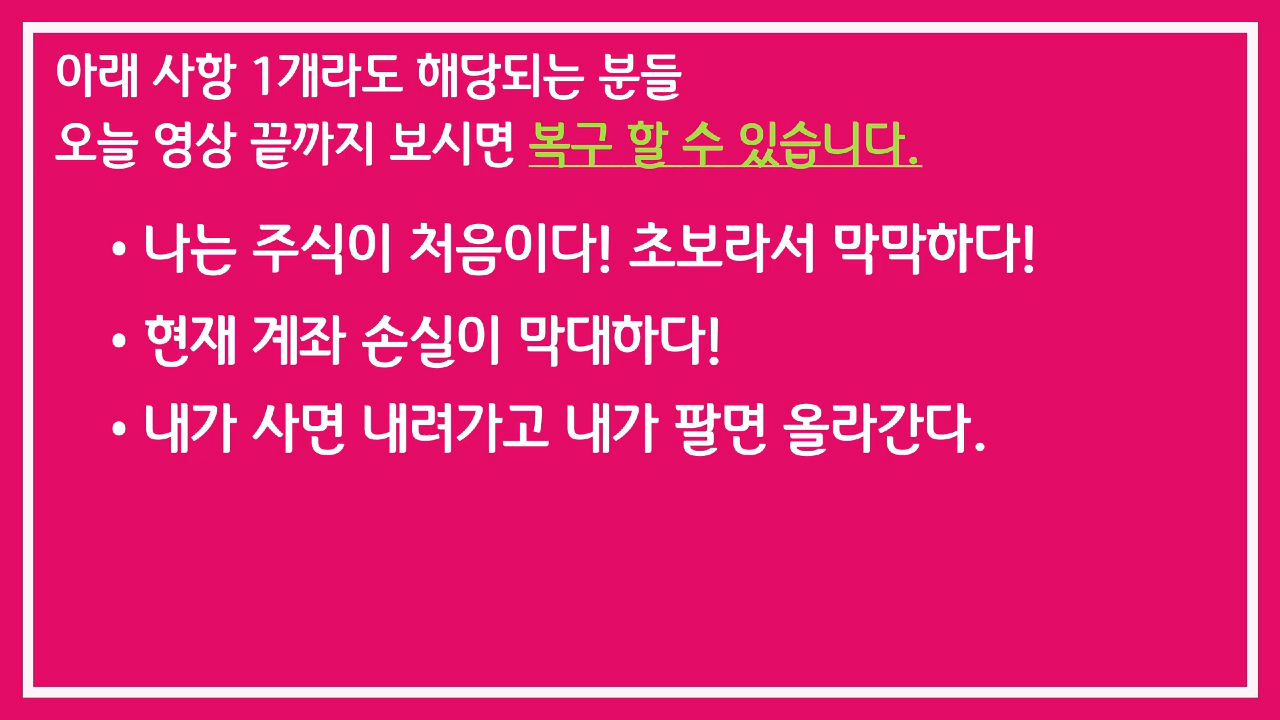 아래 사항 1개라도 해당되는 분들
오늘 영상 끝까지 보시면 복구 할 수 있습니다.
• 나는 주식이 처음이다! 초보라서 막막하다!
• 현재 계좌 손실이 막대하다!
• 내가 사면 내려가고 내가 팔면 올라간다.